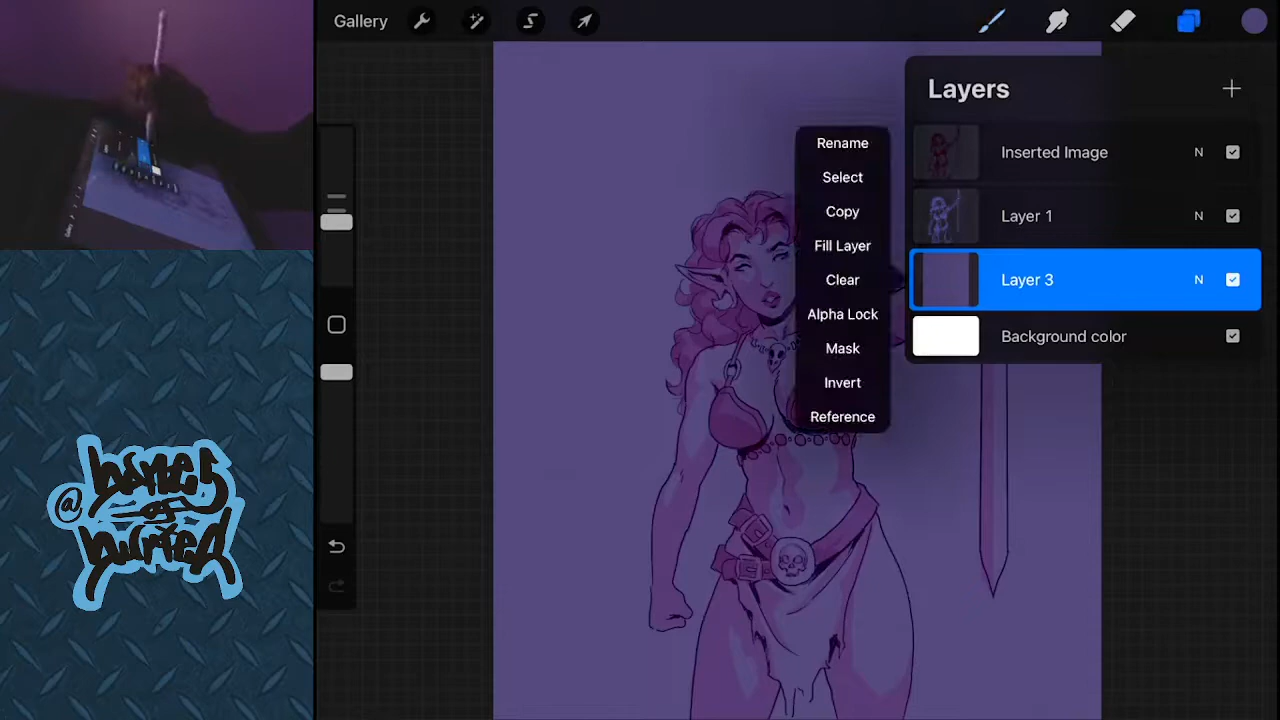 Gallery
Layers
Inserted Image N
Layer 1 N
Layer 3 N
Background color
Rename
Select
Copy
Fill Layer
Clear
Alpha Lock
Mask
Invert
Reference
@bones
of
buried